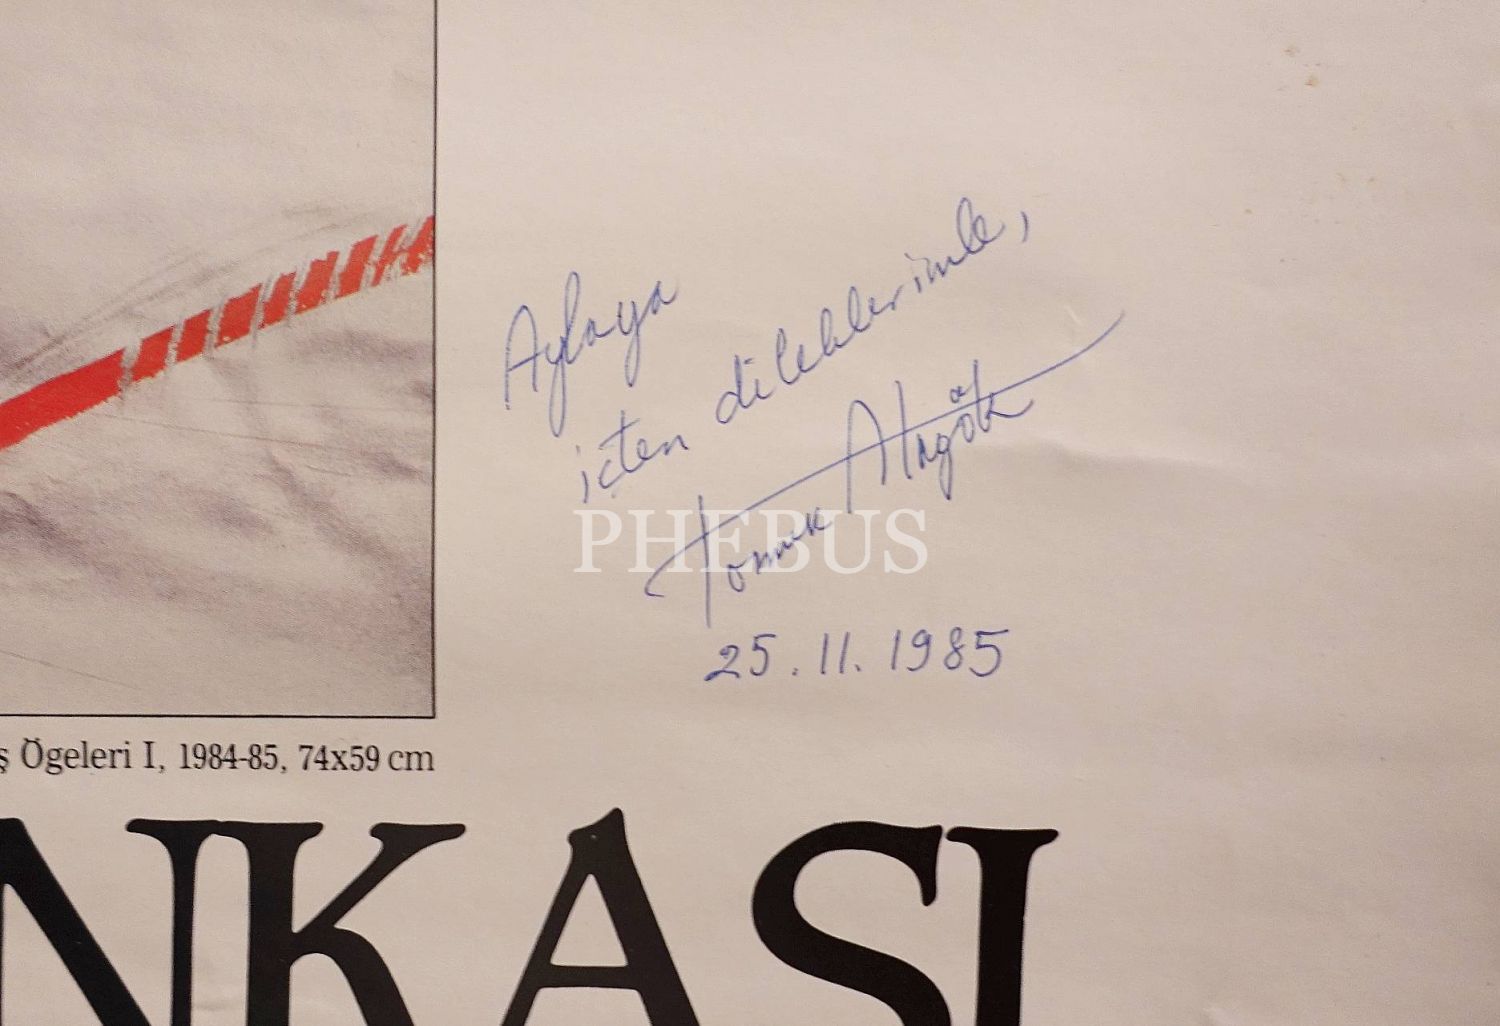 Aylaya
içten dileklerimle,
Tomur Atagök
25.11.1985
PHEBUS
ş Ögeleri I, 1984-85, 74x59 cm
NKASI